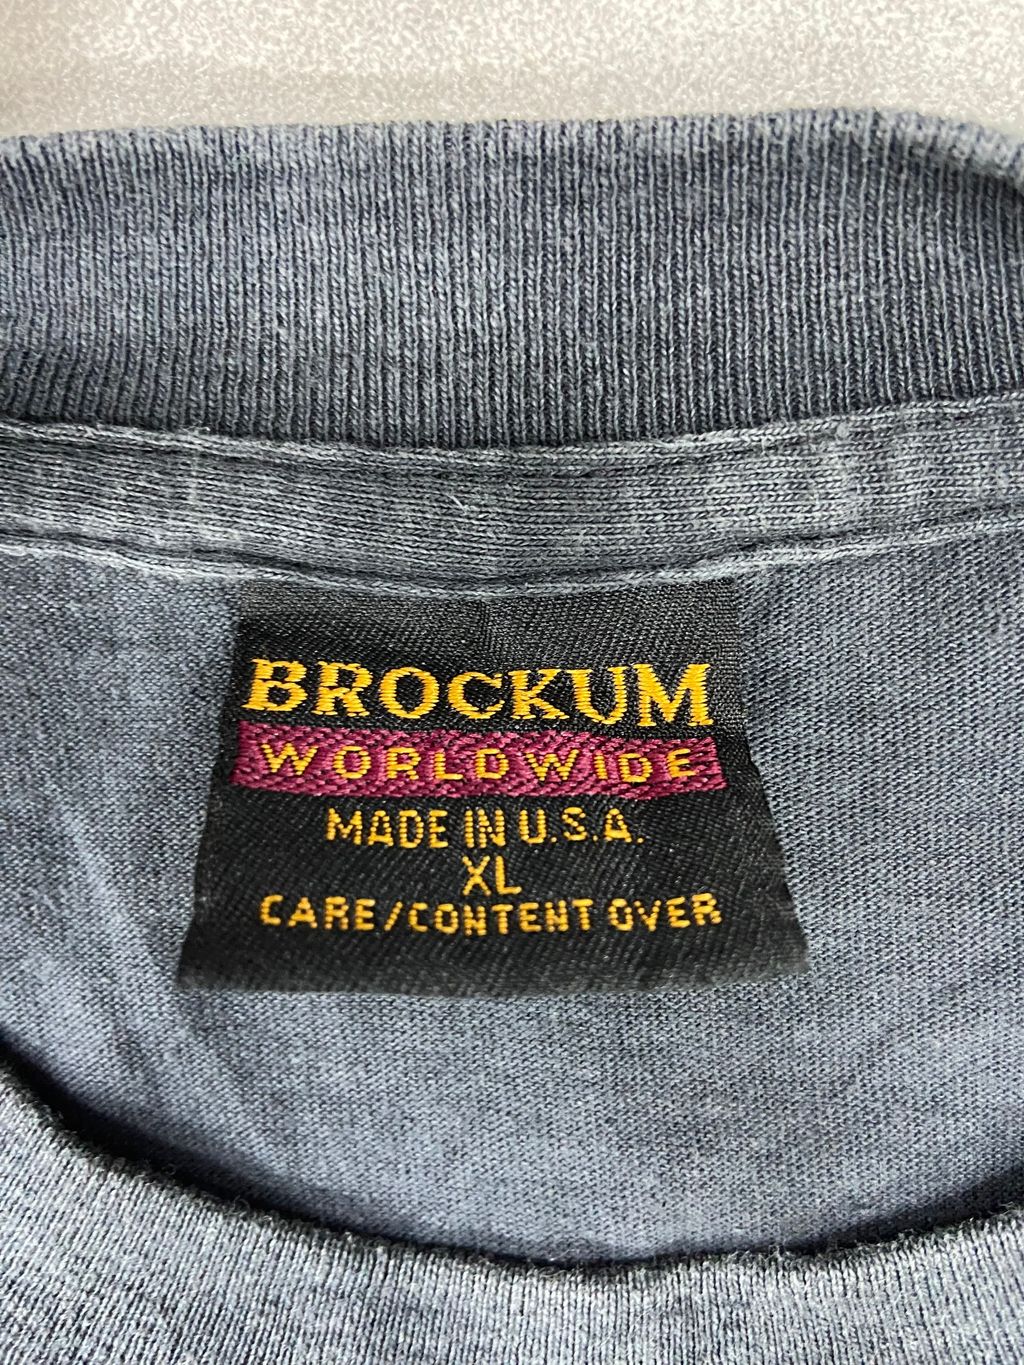 BROCKUM
WORLDWIDE
MADE IN U.S.A.
XL
CARE/CONTENT OVER